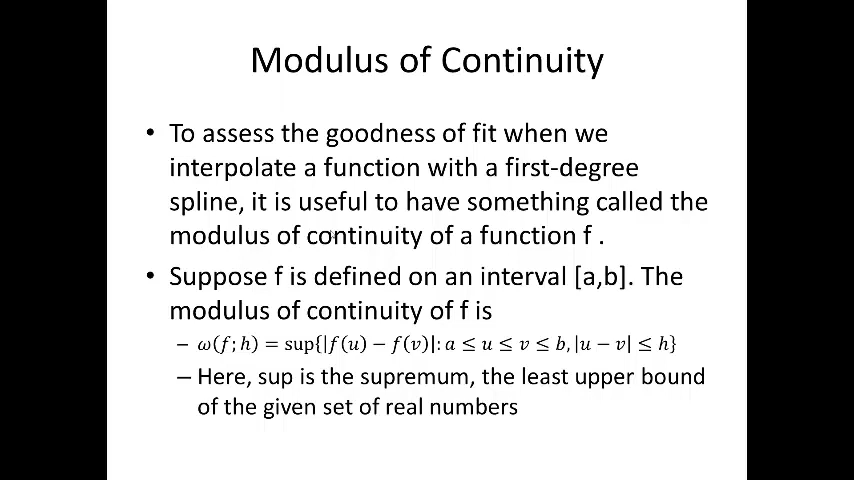 Modulus of Continuity
• To assess the goodness of fit when we
interpolate a function with a first-degree
spline, it is useful to have something called the
modulus of continuity of a function f .
• Suppose f is defined on an interval [a,b]. The
modulus of continuity of f is
– 𝜔(𝑓; ℎ) = sup{|𝑓(𝑢) − 𝑓(𝑣)|: 𝑎 ≤ 𝑢 ≤ 𝑣 ≤ 𝑏, |𝑢 − 𝑣| ≤ ℎ}
– Here, sup is the supremum, the least upper bound
of the given set of real numbers